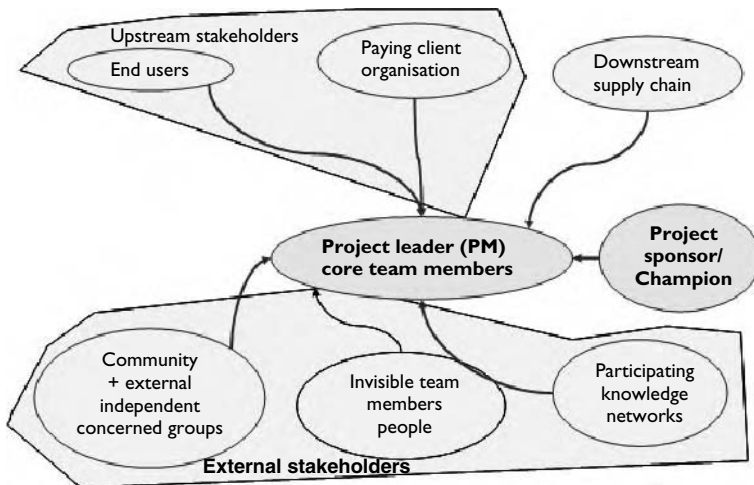 Upstream stakeholders
End users
Paying client
organisation
Downstream
supply chain
Project leader (PM)
core team members
Project
sponsor/
Champion
Community
+ external
independent
concerned groups
Invisible team
members
people
Participating
knowledge
networks
External stakeholders